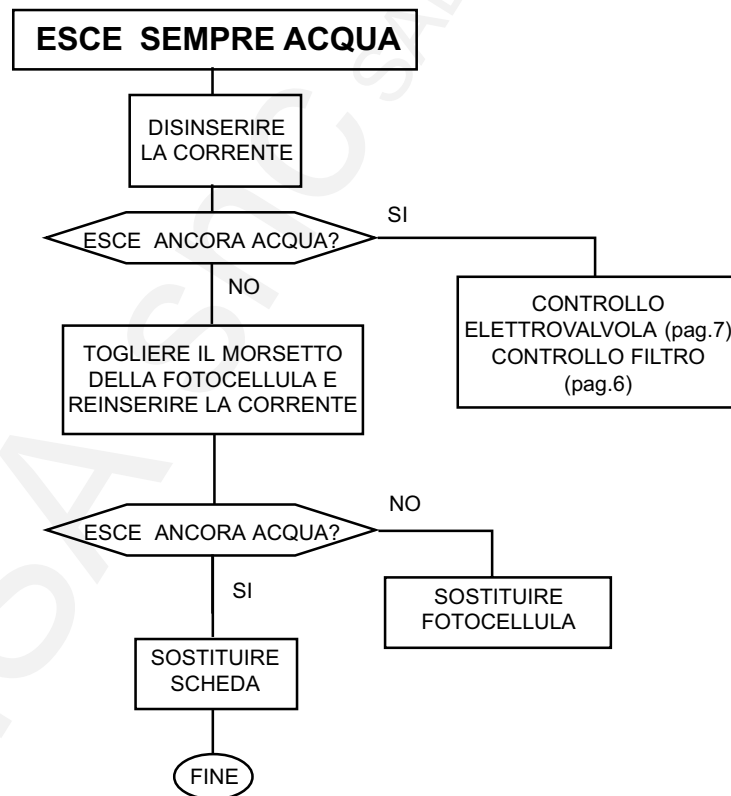 ESCE SEMPRE ACQUA
DISINSERIRE
LA CORRENTE
ESCE ANCORA ACQUA?
SI
NO
CONTROLLO
ELETTROVALVOLA (pag.7)
CONTROLLO FILTRO
(pag.6)
TOGLIERE IL MORSETTO
DELLA FOTOCELLULA E
REINSERIRE LA CORRENTE
ESCE ANCORA ACQUA?
NO
SI
SOSTITUIRE
FOTOCELLULA
SOSTITUIRE
SCHEDA
FINE
snc